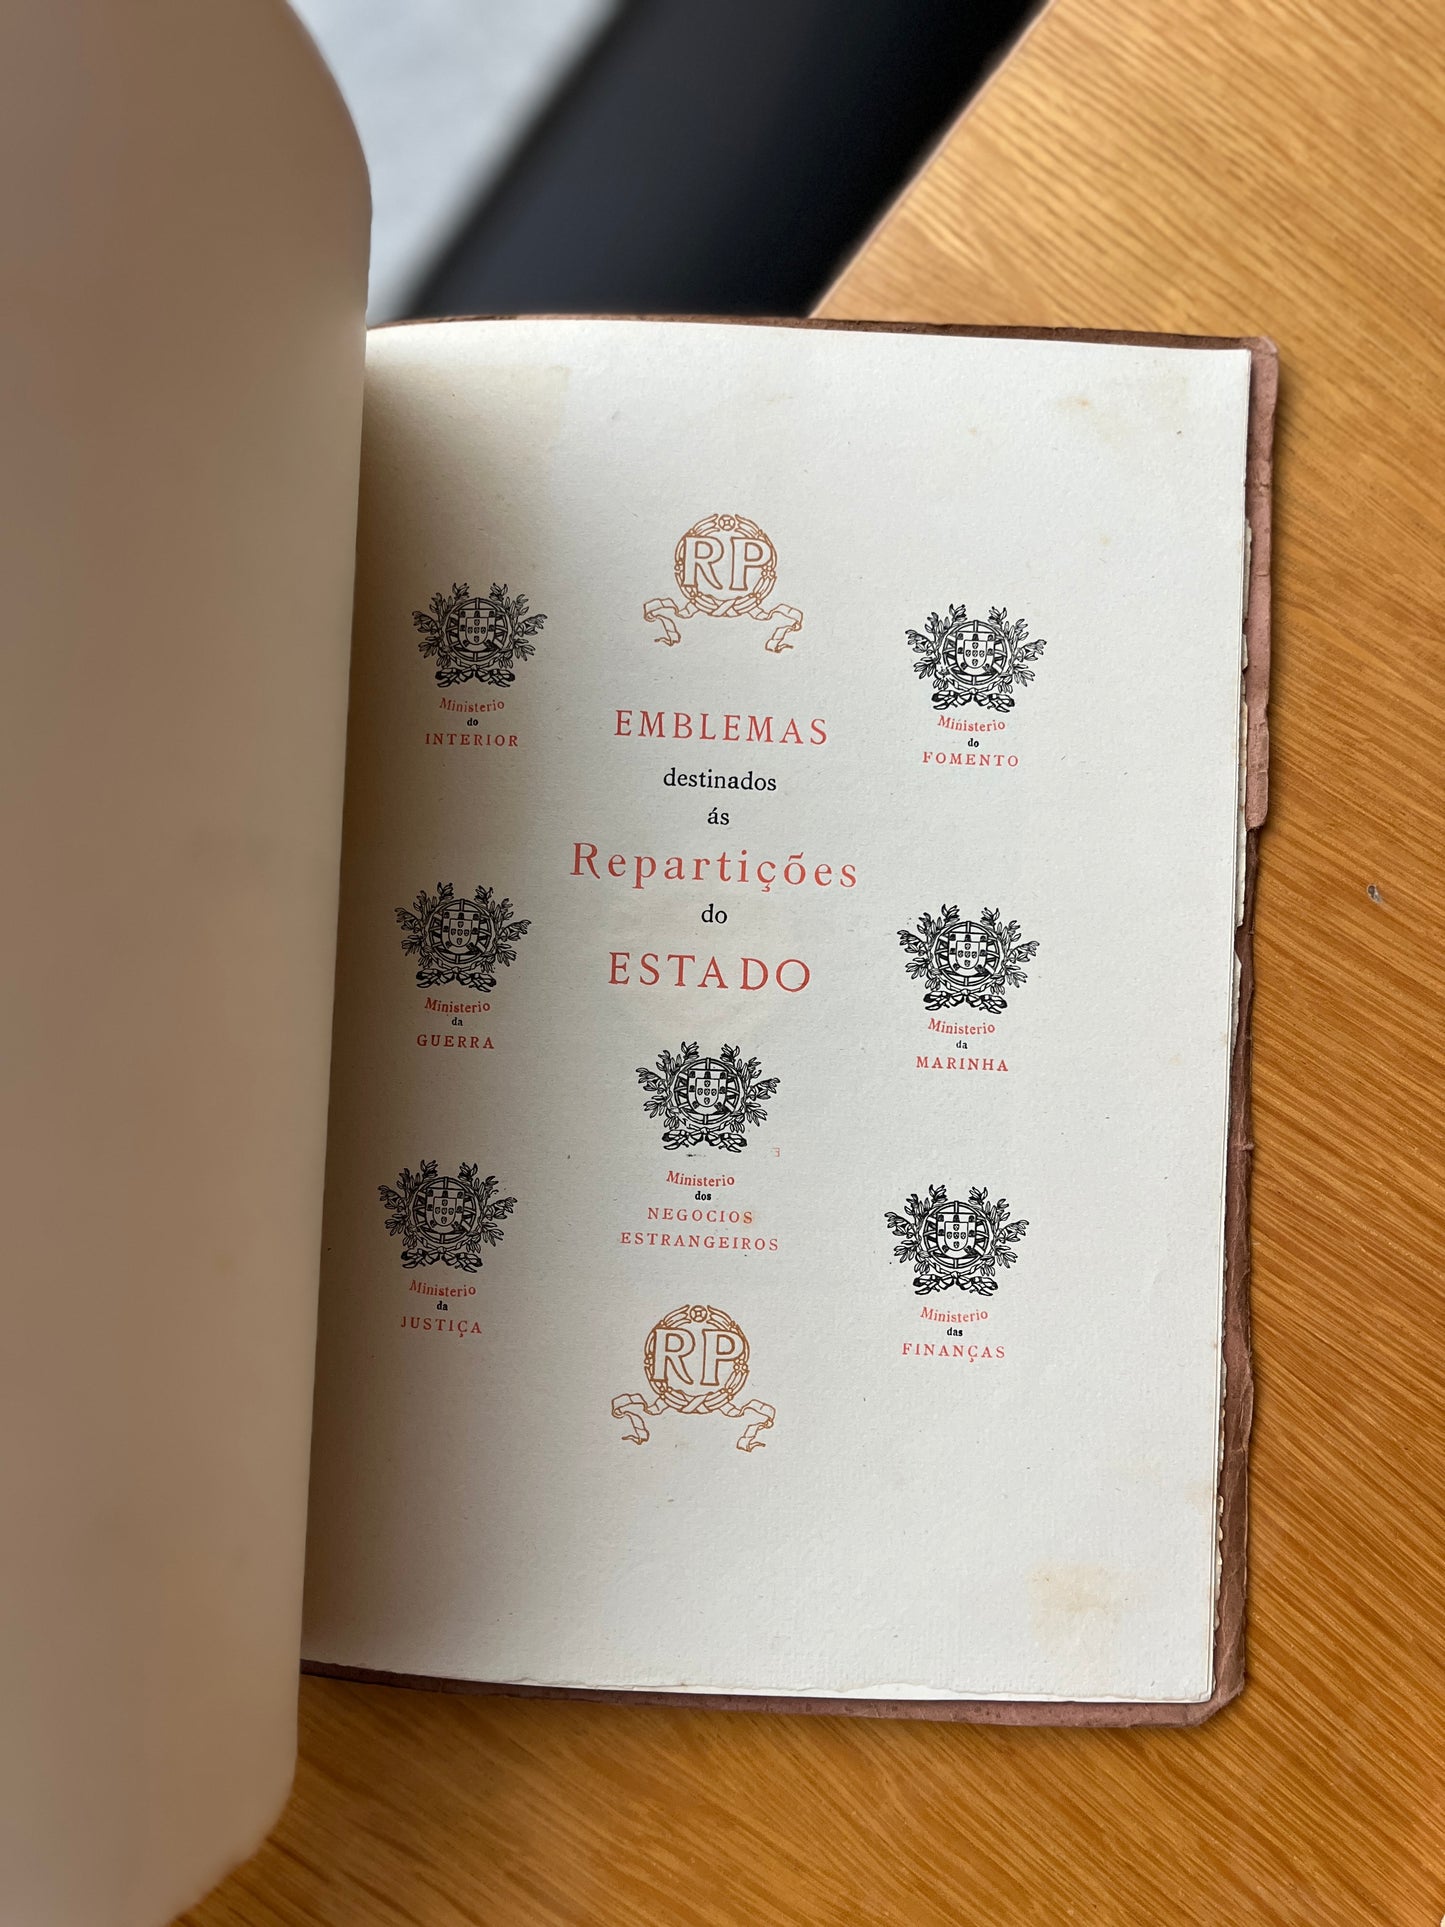 RP
EMBLEMAS
destinados
ás
Repartições
do
ESTADO
Ministerio
do
INTERIOR
Ministerio
do
FOMENTO
Ministerio
da
GUERRA
Ministerio
da
MARINHA
E
Ministerio
dos
NEGOCIOS
ESTRANGEIROS
Ministerio
da
JUSTIÇA
Ministerio
das
FINANÇAS
RP